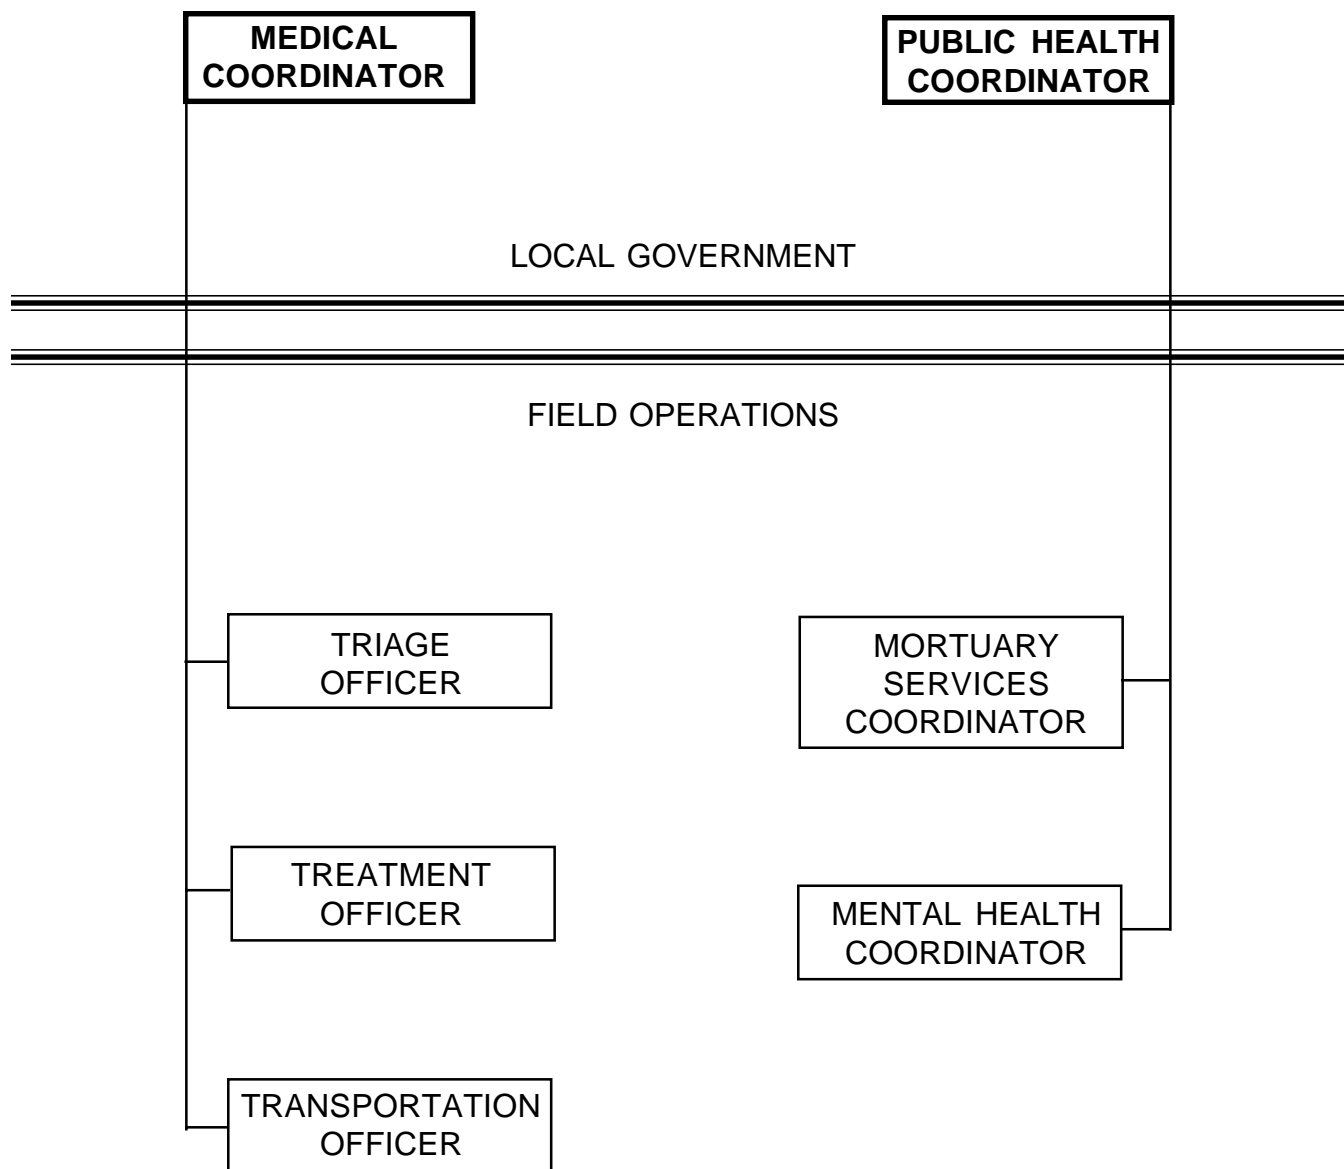 MEDICAL
COORDINATOR
PUBLIC HEALTH
COORDINATOR
LOCAL GOVERNMENT
FIELD OPERATIONS
TRIAGE
OFFICER
MORTUARY
SERVICES
COORDINATOR
TREATMENT
OFFICER
MENTAL HEALTH
COORDINATOR
TRANSPORTATION
OFFICER